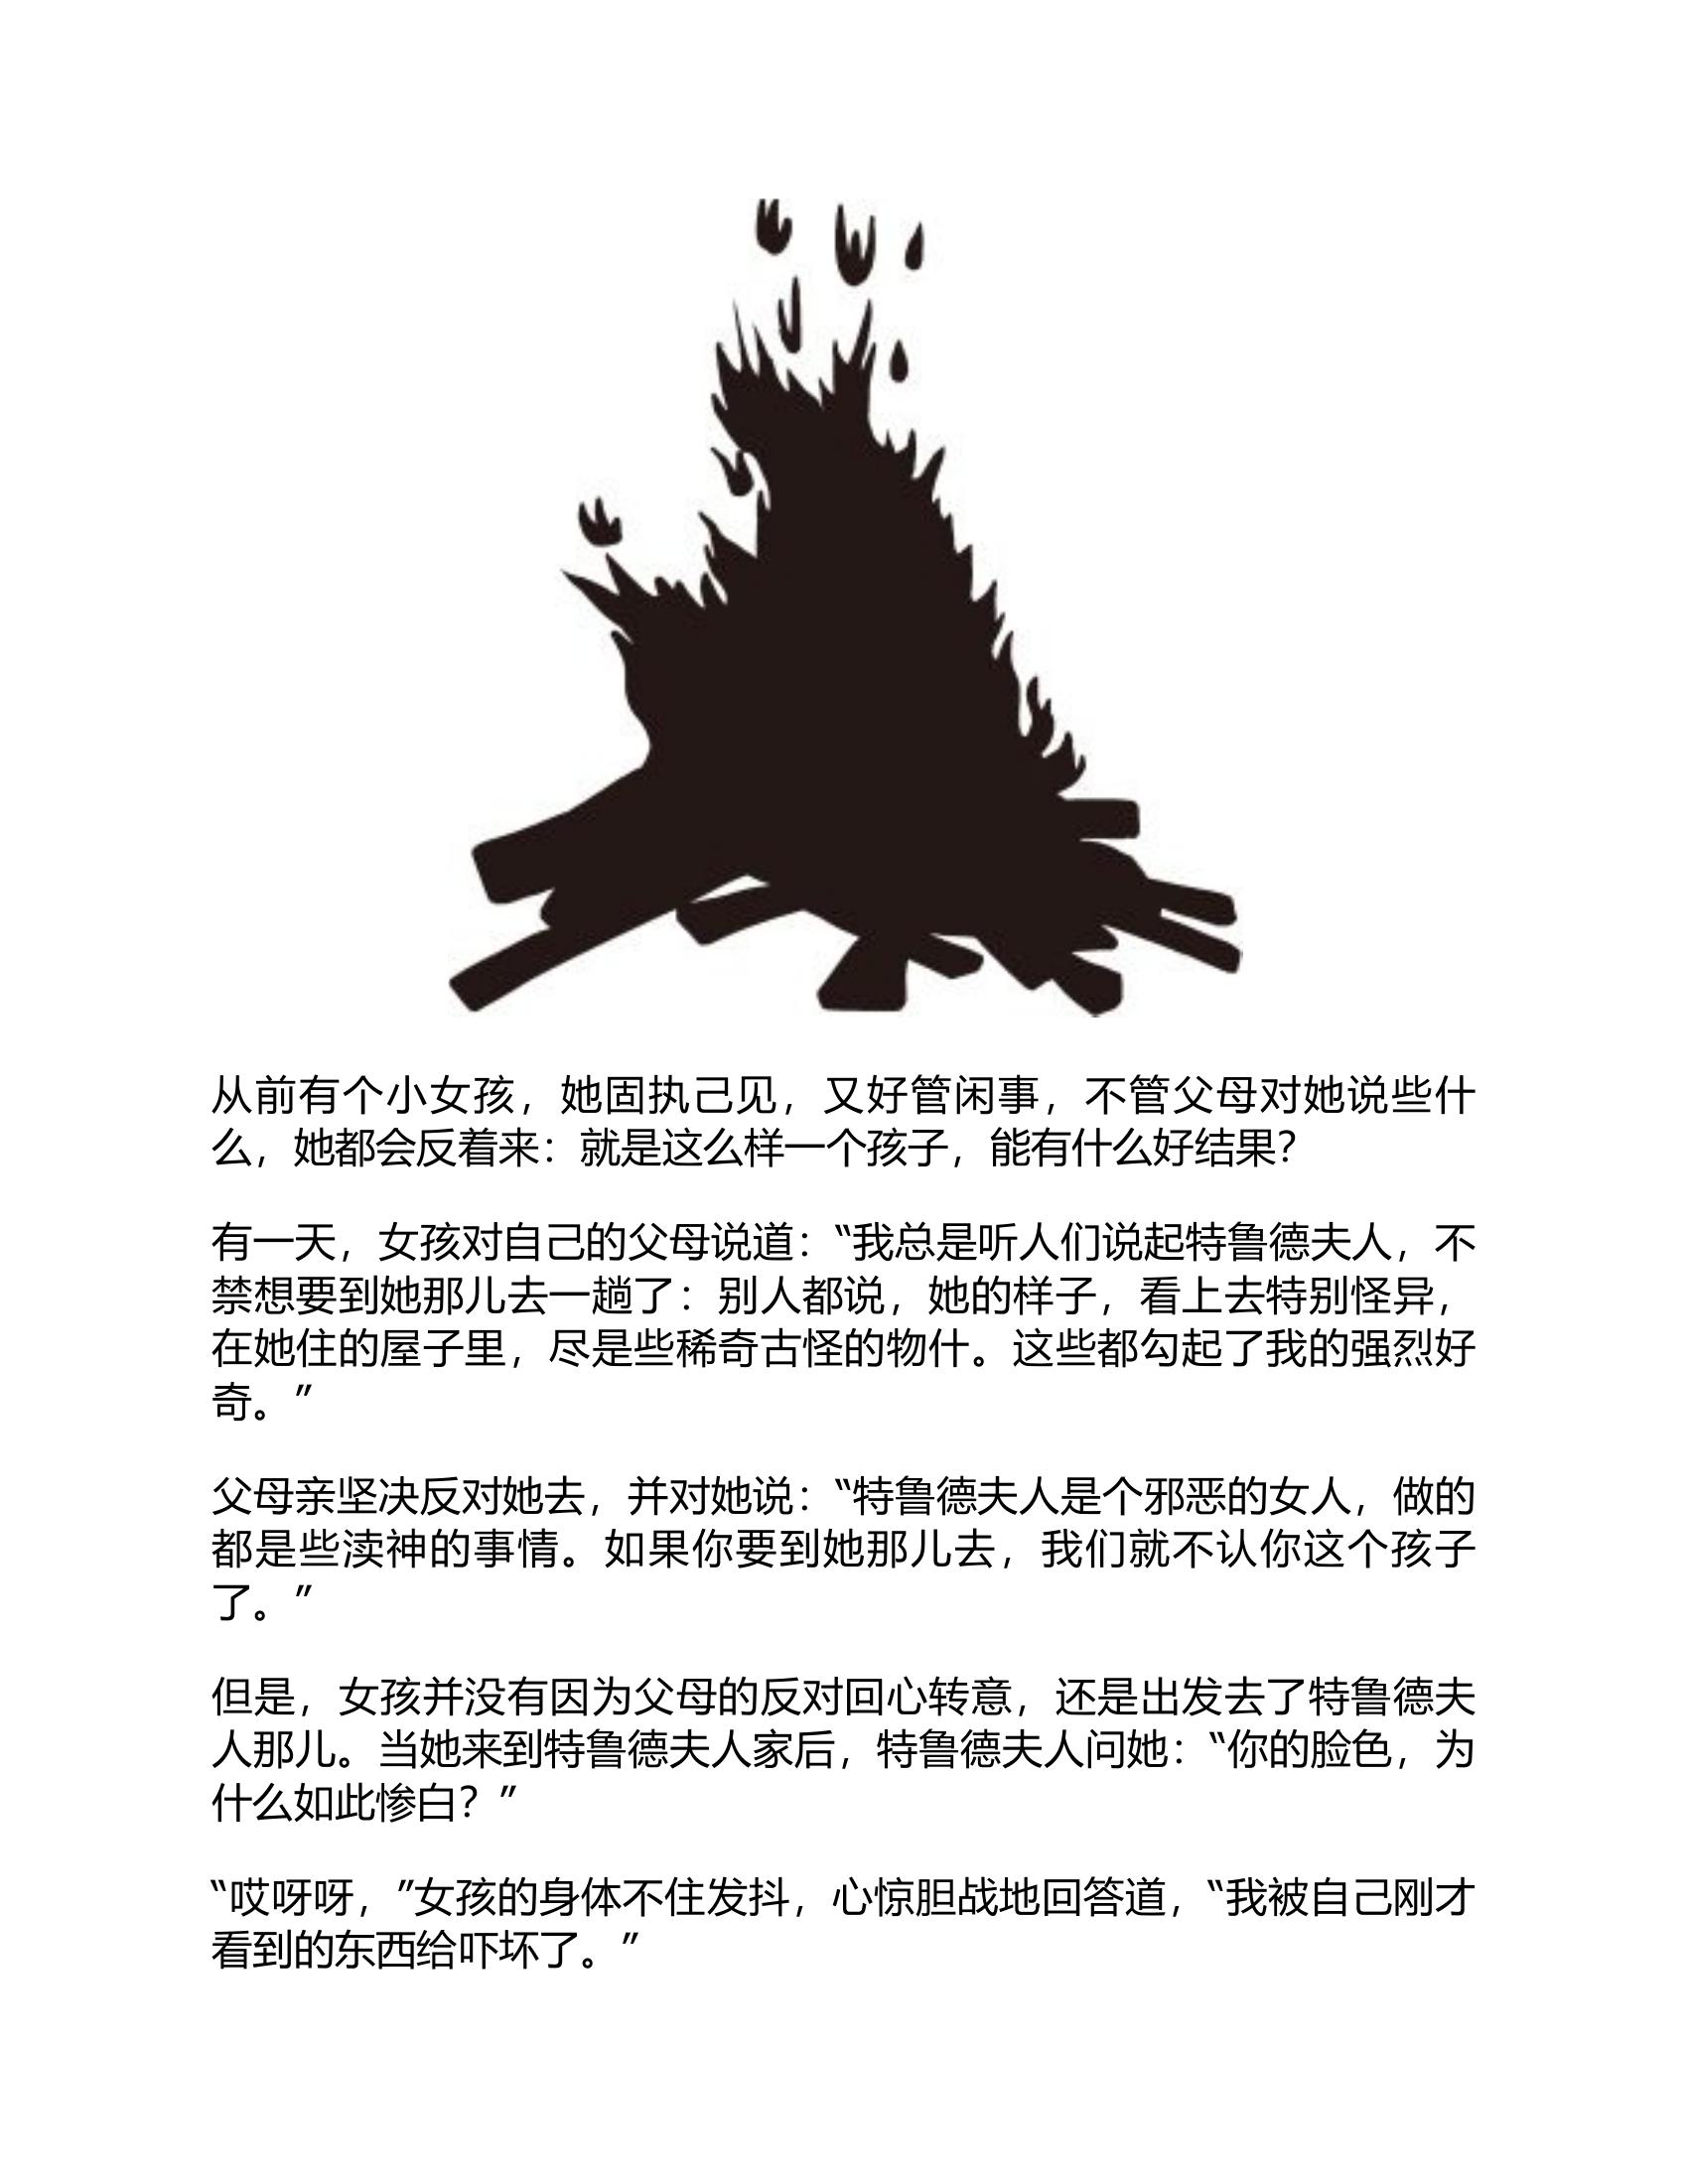 从前有个小女孩，她固执己见，又好管闲事，不管父母对她说些什
么，她都会反着来：就是这么样一个孩子，能有什么好结果？
有一天，女孩对自己的父母说道：“我总是听人们说起特鲁德夫人，不
禁想要到她那儿去一趟了：别人都说，她的样子，看上去特别怪异，
在她住的屋子里，尽是些稀奇古怪的物什。这些都勾起了我的强烈好
奇。”
父母亲坚决反对她去，并对她说：“特鲁德夫人是个邪恶的女人，做的
都是些渎神的事情。如果你要到她那儿去，我们就不认你这个孩子
了。”
但是，女孩并没有因为父母的反对回心转意，还是出发去了特鲁德夫
人那儿。当她来到特鲁德夫人家后，特鲁德夫人问她：“你的脸色，为
什么如此惨白？”
“哎呀呀，”女孩的身体不住发抖，心惊胆战地回答道，“我被自己刚才
看到的东西给吓坏了。”